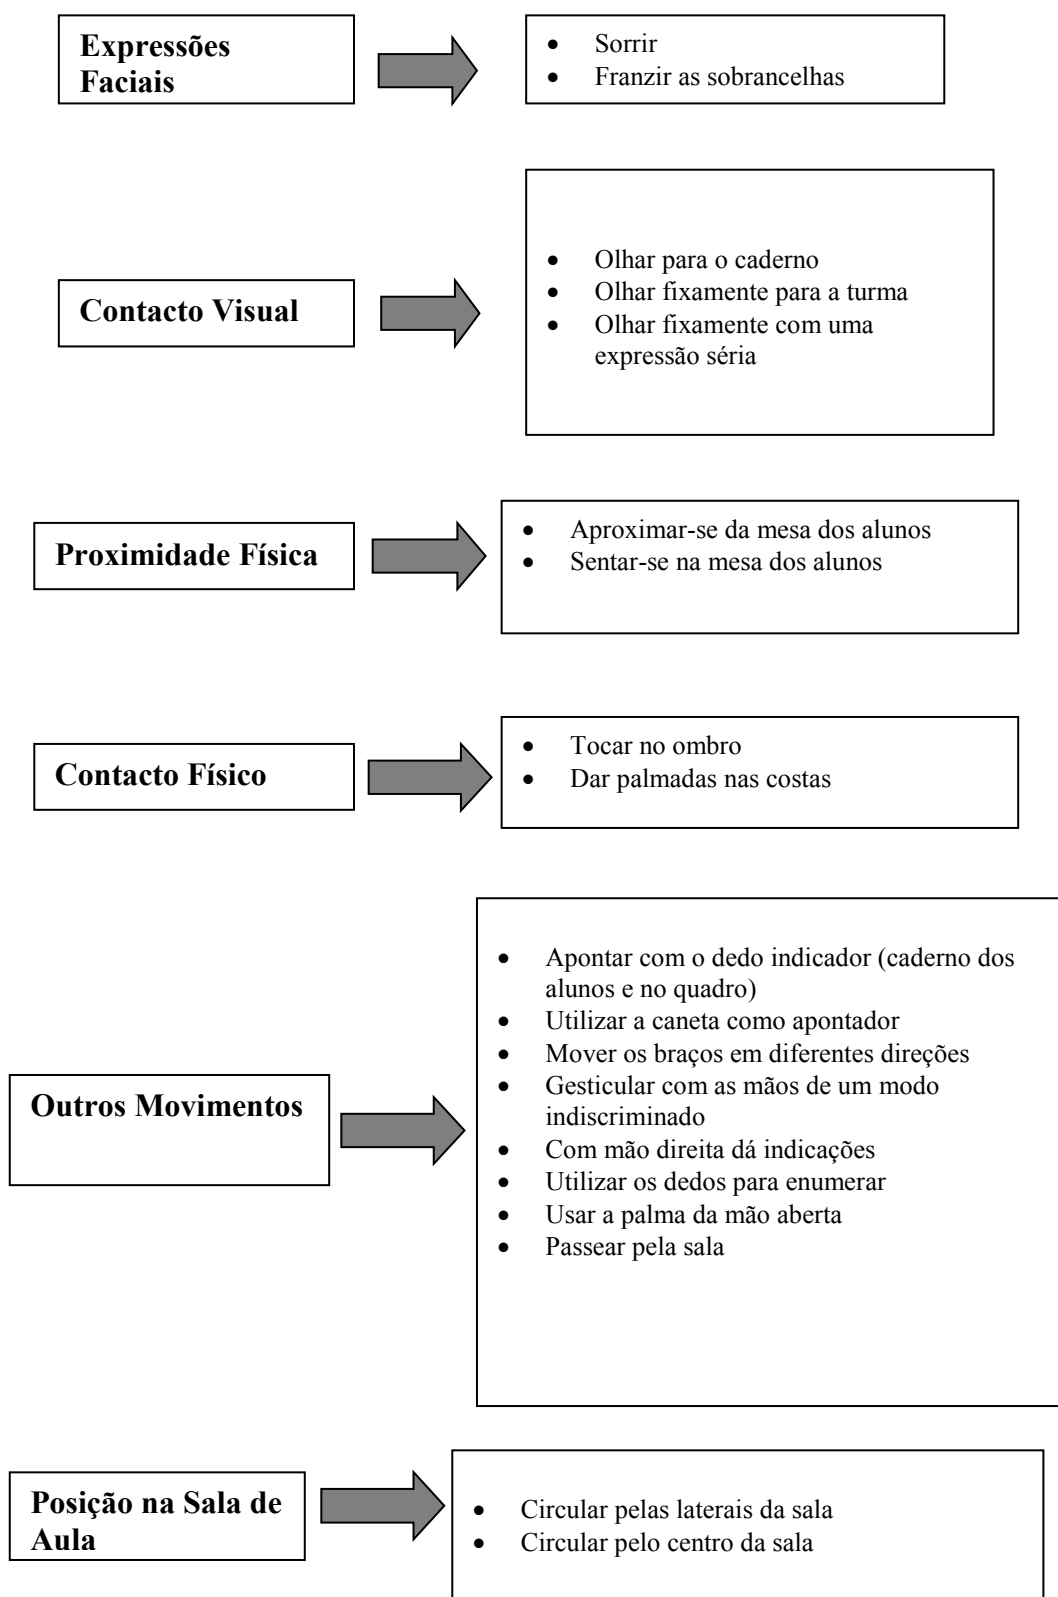 Expressões
Faciais
• Sorrir
• Franzir as sobrancelhas
Contacto Visual
• Olhar para o caderno
• Olhar fixamente para a turma
• Olhar fixamente com uma
expressão séria
Proximidade Física
• Aproximar-se da mesa dos alunos
• Sentar-se na mesa dos alunos
Contacto Físico
• Tocar no ombro
• Dar palmadas nas costas
Outros Movimentos
• Apontar com o dedo indicador (caderno dos
alunos e no quadro)
• Utilizar a caneta como apontador
• Mover os braços em diferentes direções
• Gesticular com as mãos de um modo
indiscriminado
• Com mão direita dá indicações
• Utilizar os dedos para enumerar
• Usar a palma da mão aberta
• Passear pela sala
Posição na Sala de
Aula
• Circular pelas laterais da sala
• Circular pelo centro da sala